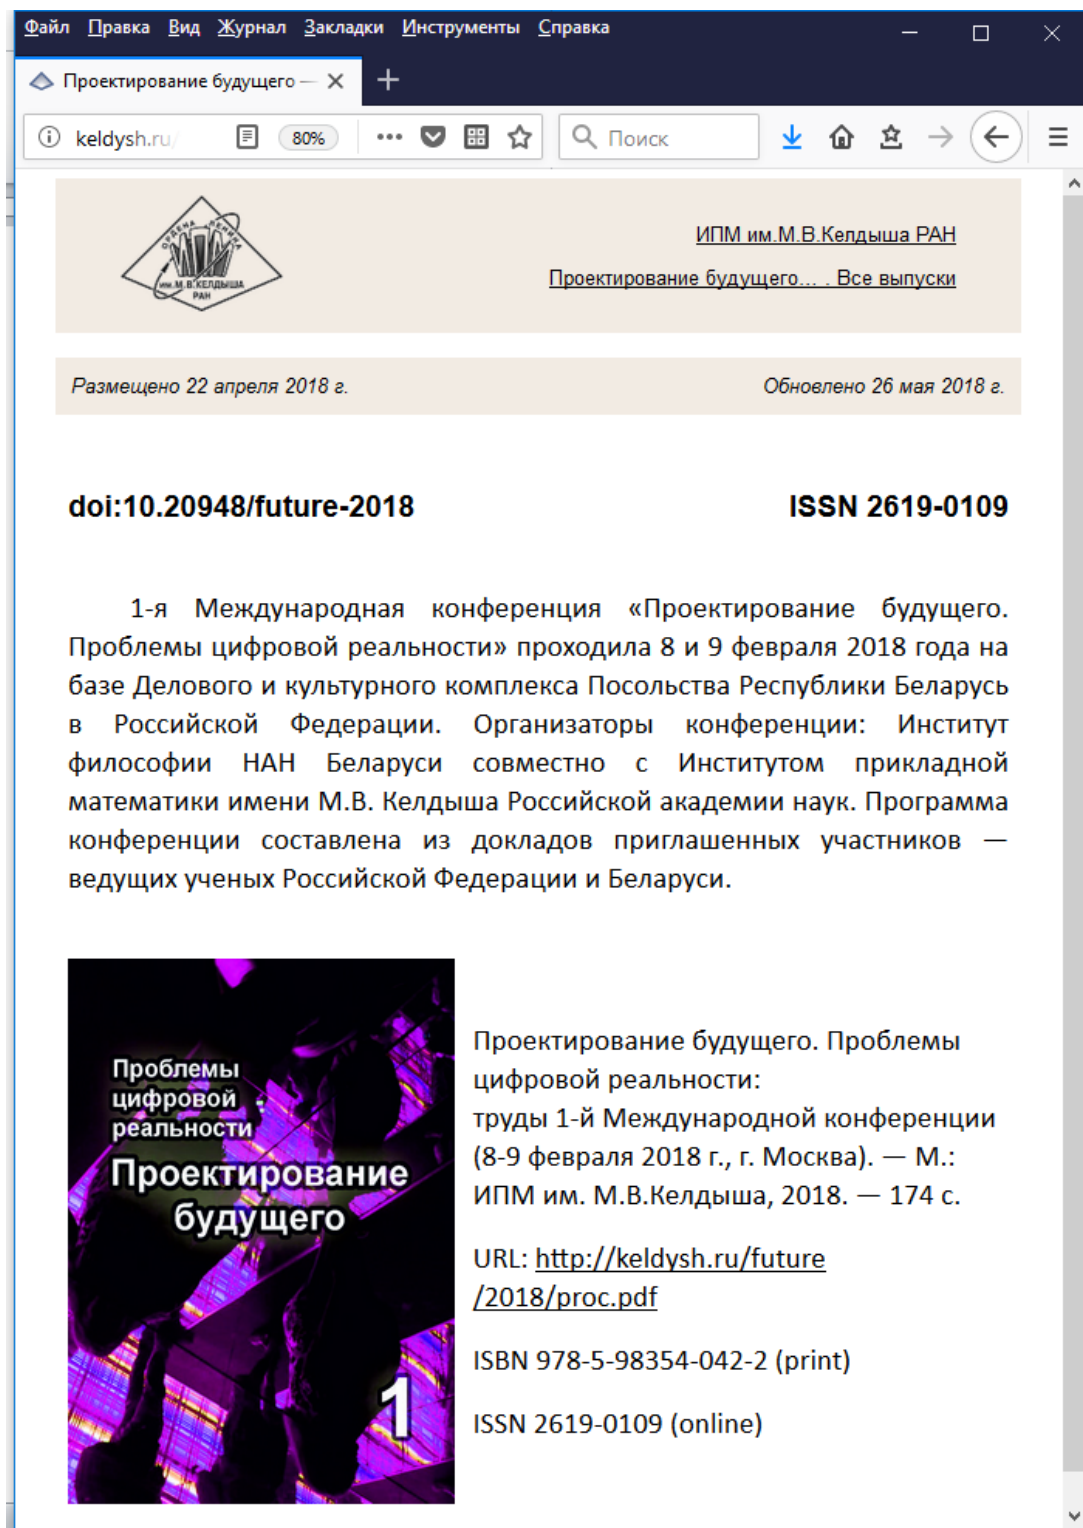 Файл Правка Вид Журнал Закладки Инструменты Справка
Проектирование будущего —
keldysh.ru/ 80% Поиск
ОРДЕНА ЛЕНИНА
ИПМ
им.М.В.КЕЛДЫША
РАН
ИПМ им.М.В.Келдыша РАН
Проектирование будущего... . Все выпуски
Размещено 22 апреля 2018 г. Обновлено 26 мая 2018 г.
doi:10.20948/future-2018 ISSN 2619-0109
1-я Международная конференция «Проектирование будущего.
Проблемы цифровой реальности» проходила 8 и 9 февраля 2018 года на
базе Делового и культурного комплекса Посольства Республики Беларусь
в Российской Федерации. Организаторы конференции: Институт
философии НАН Беларуси совместно с Институтом прикладной
математики имени М.В. Келдыша Российской академии наук. Программа
конференции составлена из докладов приглашенных участников —
ведущих ученых Российской Федерации и Беларуси.
Проблемы
цифровой
реальности
Проектирование
будущего
1
Проектирование будущего. Проблемы
цифровой реальности:
труды 1-й Международной конференции
(8-9 февраля 2018 г., г. Москва). — М.:
ИПМ им. М.В.Келдыша, 2018. — 174 с.
URL: http://keldysh.ru/future
/2018/proc.pdf
ISBN 978-5-98354-042-2 (print)
ISSN 2619-0109 (online)